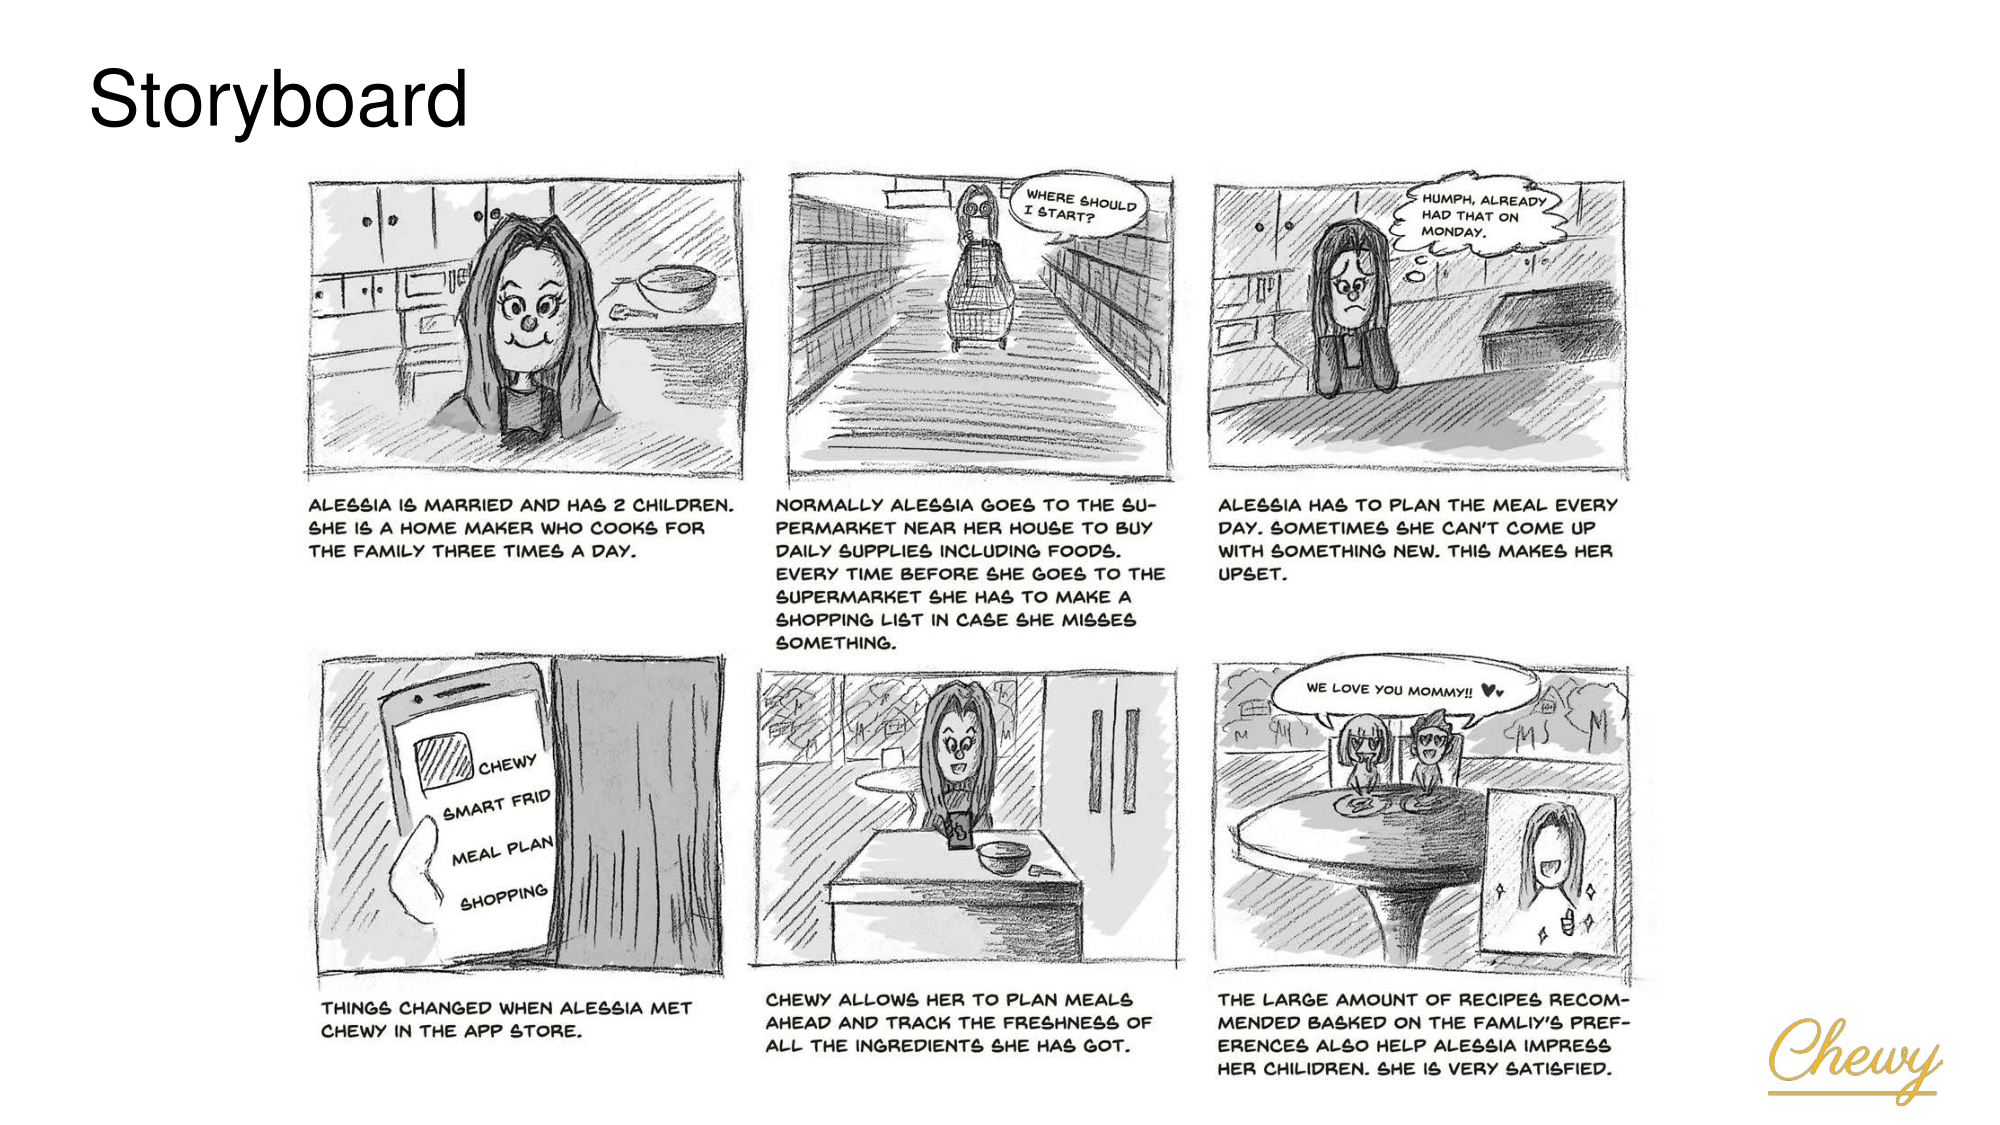 Storyboard
WHERE SHOULD
I START?
HUMPH, ALREADY
HAD THAT ON
MONDAY.
ALESSIA IS MARRIED AND HAS 2 CHILDREN.
SHE IS A HOME MAKER WHO COOKS FOR
THE FAMILY THREE TIMES A DAY.
NORMALLY ALESSIA GOES TO THE SU-
PERMARKET NEAR HER HOUSE TO BUY
DAILY SUPPLIES INCLUDING FOODS.
EVERY TIME BEFORE SHE GOES TO THE
SUPERMARKET SHE HAS TO MAKE A
SHOPPING LIST IN CASE SHE MISSES
SOMETHING.
ALESSIA HAS TO PLAN THE MEAL EVERY
DAY. SOMETIMES SHE CAN'T COME UP
WITH SOMETHING NEW. THIS MAKES HER
UPSET.
CHEWY
SMART FRID
MEAL PLAN
SHOPPING
WE LOVE YOU MOMMY!!
THINGS CHANGED WHEN ALESSIA MET
CHEWY IN THE APP STORE.
CHEWY ALLOWS HER TO PLAN MEALS
AHEAD AND TRACK THE FRESHNESS OF
ALL THE INGREDIENTS SHE HAS GOT.
THE LARGE AMOUNT OF RECIPES RECOM-
MENDED BASKED ON THE FAMLIY'S PREF-
ERENCES ALSO HELP ALESSIA IMPRESS
HER CHILIDREN. SHE IS VERY SATISFIED.
Chewy